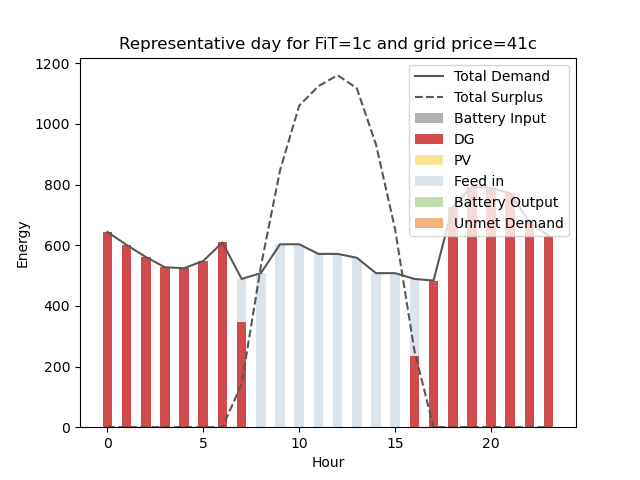 Representative day for FiT=1c and grid price=41c
1200
1000
800
600
400
200
0
Energy
Total Demand
Total Surplus
Battery Input
DG
PV
Feed in
Battery Output
Unmet Demand
0 5 10 15 20
Hour